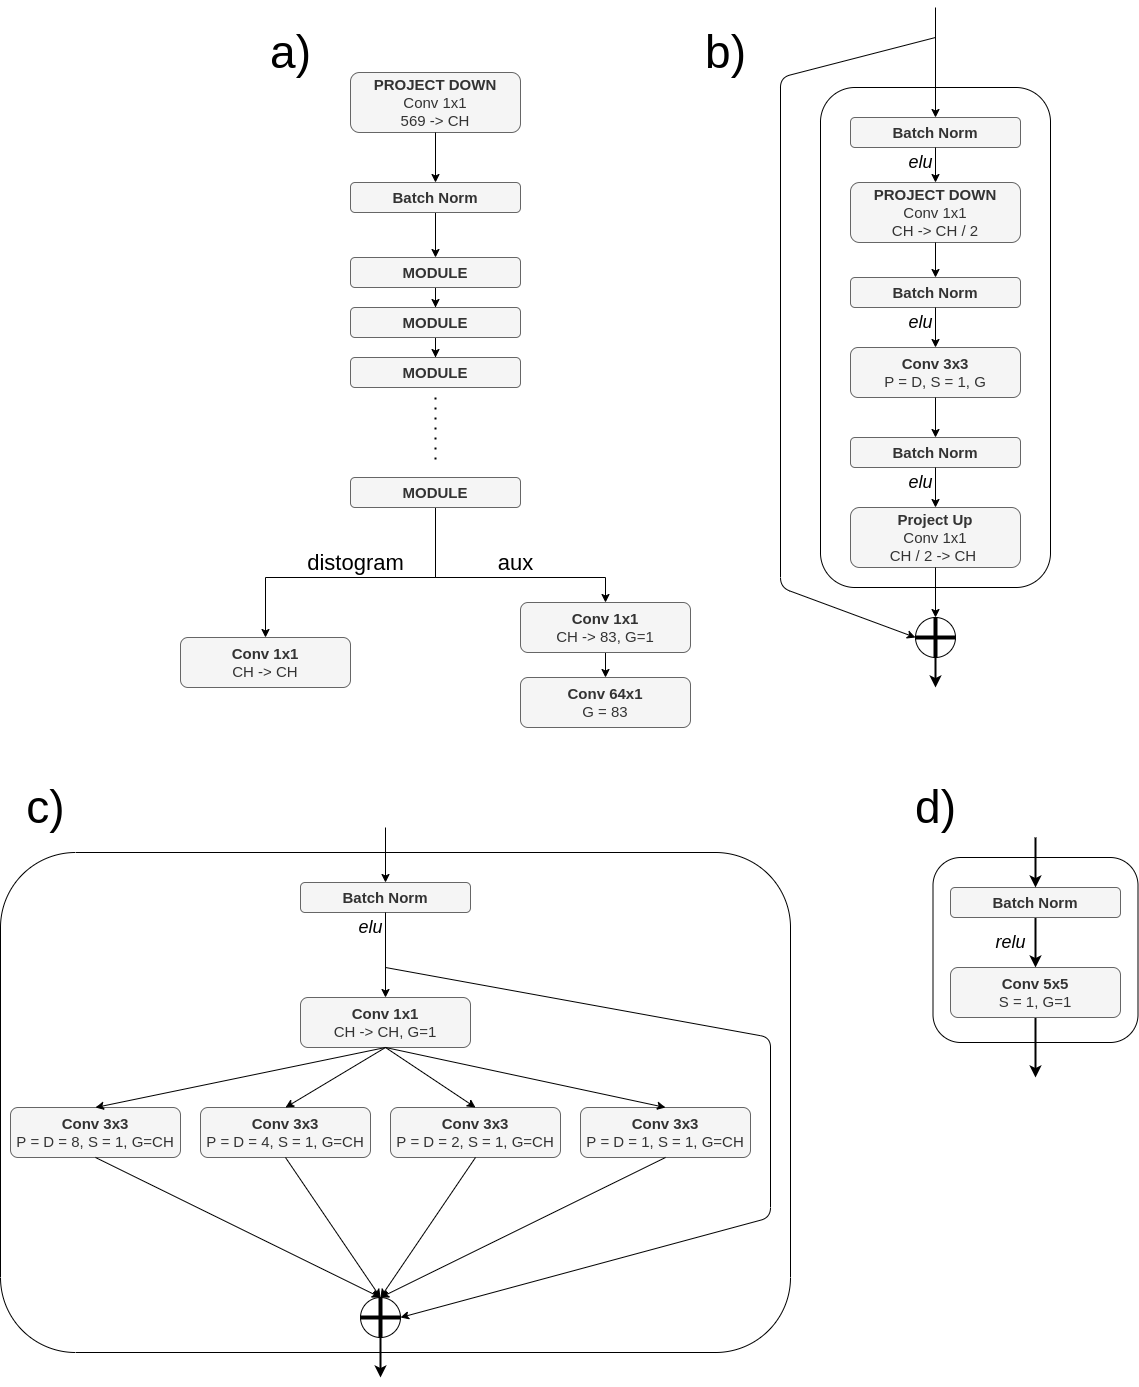 a)
PROJECT DOWN
Conv 1x1
569 -> CH
Batch Norm
MODULE
MODULE
MODULE
MODULE
distogram
aux
Conv 1x1
CH -> CH
Conv 1x1
CH -> 83, G=1
Conv 64x1
G = 83
b)
Batch Norm
elu
PROJECT DOWN
Conv 1x1
CH -> CH / 2
Batch Norm
elu
Conv 3x3
P = D, S = 1, G
Batch Norm
elu
Project Up
Conv 1x1
CH / 2 -> CH
c)
Batch Norm
elu
Conv 1x1
CH -> CH, G=1
Conv 3x3
P = D = 8, S = 1, G=CH
Conv 3x3
P = D = 4, S = 1, G=CH
Conv 3x3
P = D = 2, S = 1, G=CH
Conv 3x3
P = D = 1, S = 1, G=CH
d)
Batch Norm
relu
Conv 5x5
S = 1, G=1